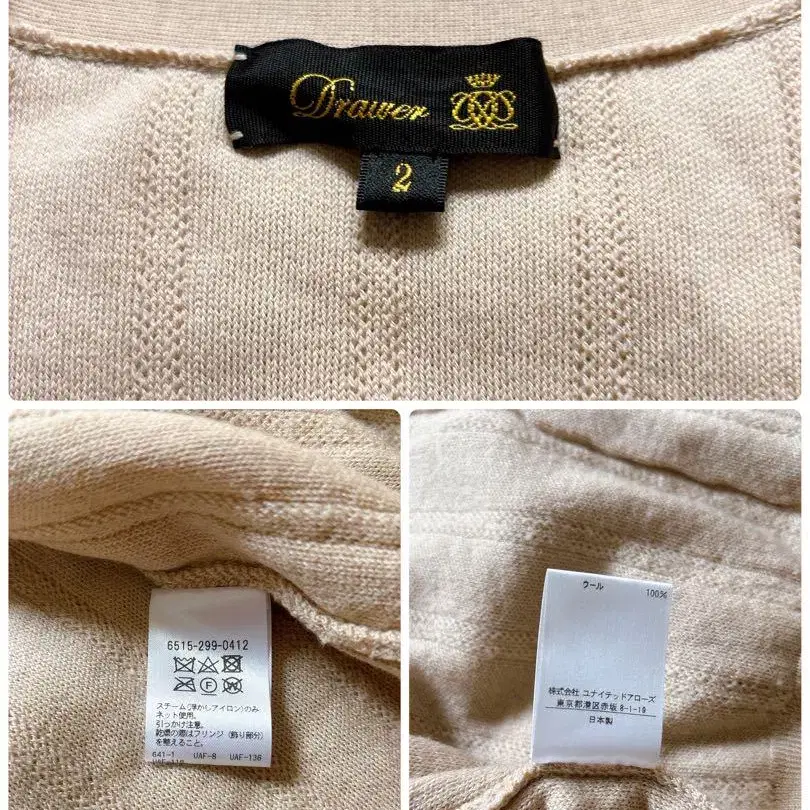 Drawer
2
6515-299-0412
F
W
スチーム(浮かしアイロン)のみ
ネット使用。
引っかけ注意。
乾燥の際はフリンジ(飾り部分)
を整えること。
641-1 UAF-8 UAF-136
UAF-118
ウール 100%
株式会社 ユナイテッドアローズ
東京都港区赤坂 8-1-19
日本製